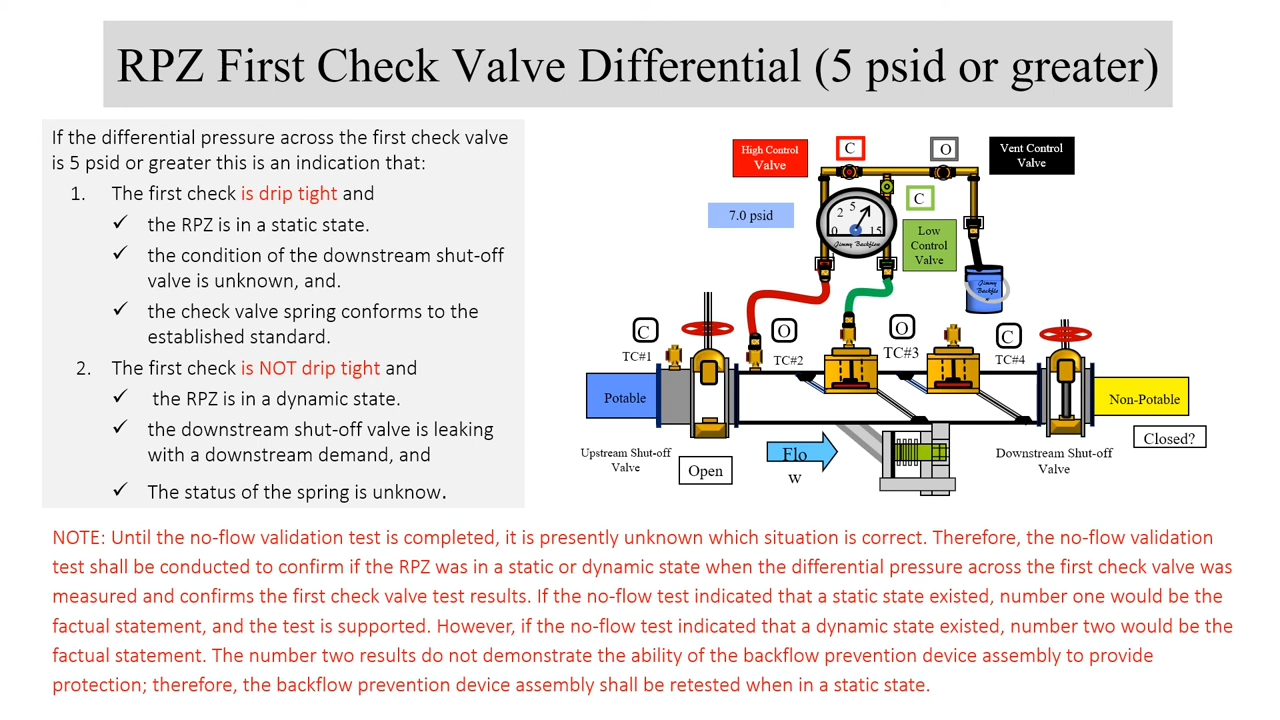 RPZ First Check Valve Differential (5 psid or greater)
If the differential pressure across the first check valve
is 5 psid or greater this is an indication that:
1. The first check is drip tight and
✓ the RPZ is in a static state.
✓ the condition of the downstream shut-off
valve is unknown, and.
✓ the check valve spring conforms to the
established standard.
2. The first check is NOT drip tight and
✓ the RPZ is in a dynamic state.
✓ the downstream shut-off valve is leaking
with a downstream demand, and
✓ The status of the spring is unknow.
High Control
Valve
C
O
Vent Control
Valve
7.0 psid
2
5
0
15
Jimmy Backflow
C
Low
Control
Valve
Jimmy
Backflo
w
C
TC#1
O
TC#2
O
TC#3
C
TC#4
Potable
Non-Potable
Upstream Shut-off
Valve
Open
Flo
w
Downstream Shut-off
Valve
Closed?
NOTE: Until the no-flow validation test is completed, it is presently unknown which situation is correct. Therefore, the no-flow validation
test shall be conducted to confirm if the RPZ was in a static or dynamic state when the differential pressure across the first check valve was
measured and confirms the first check valve test results. If the no-flow test indicated that a static state existed, number one would be the
factual statement, and the test is supported. However, if the no-flow test indicated that a dynamic state existed, number two would be the
factual statement. The number two results do not demonstrate the ability of the backflow prevention device assembly to provide
protection; therefore, the backflow prevention device assembly shall be retested when in a static state.